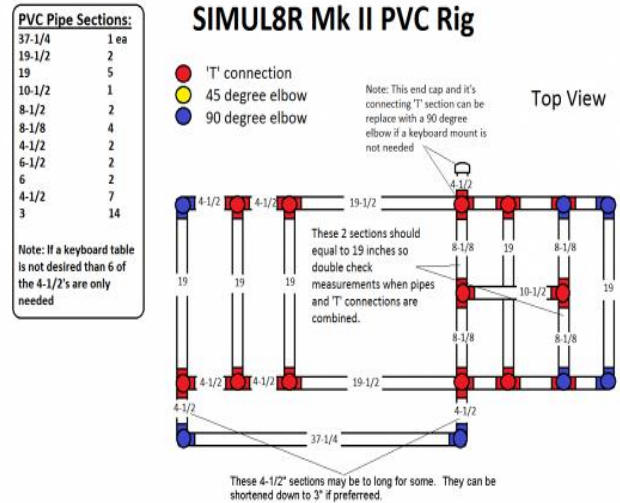 SIMUL8R Mk II PVC Rig
PVC Pipe Sections:
37-1/4 1 ea
19-1/2 2
19 5
10-1/2 1
8-1/2 2
8-1/8 4
4-1/2 2
6-1/2 2
6 2
4-1/2 7
3 14
Note: If a keyboard table
is not desired than 6 of
the 4-1/2's are only
needed
'T' connection
45 degree elbow
90 degree elbow
Note: This end cap and it's
connecting 'T' section can be
replace with a 90 degree
elbow if a keyboard mount is
not needed
Top View
4-1/2
4-1/2 4-1/2 19-1/2
These 2 sections should
equal to 19 inches so
double check
measurements when pipes
and 'T' connections are
combined.
8-1/8 19 8-1/8
19 19 19 10-1/2 19
8-1/8 8-1/8
4-1/2 4-1/2 19-1/2
4-1/2 4-1/2
37-1/4
These 4-1/2" sections may be to long for some. They can be
shortened down to 3" if preferreed.